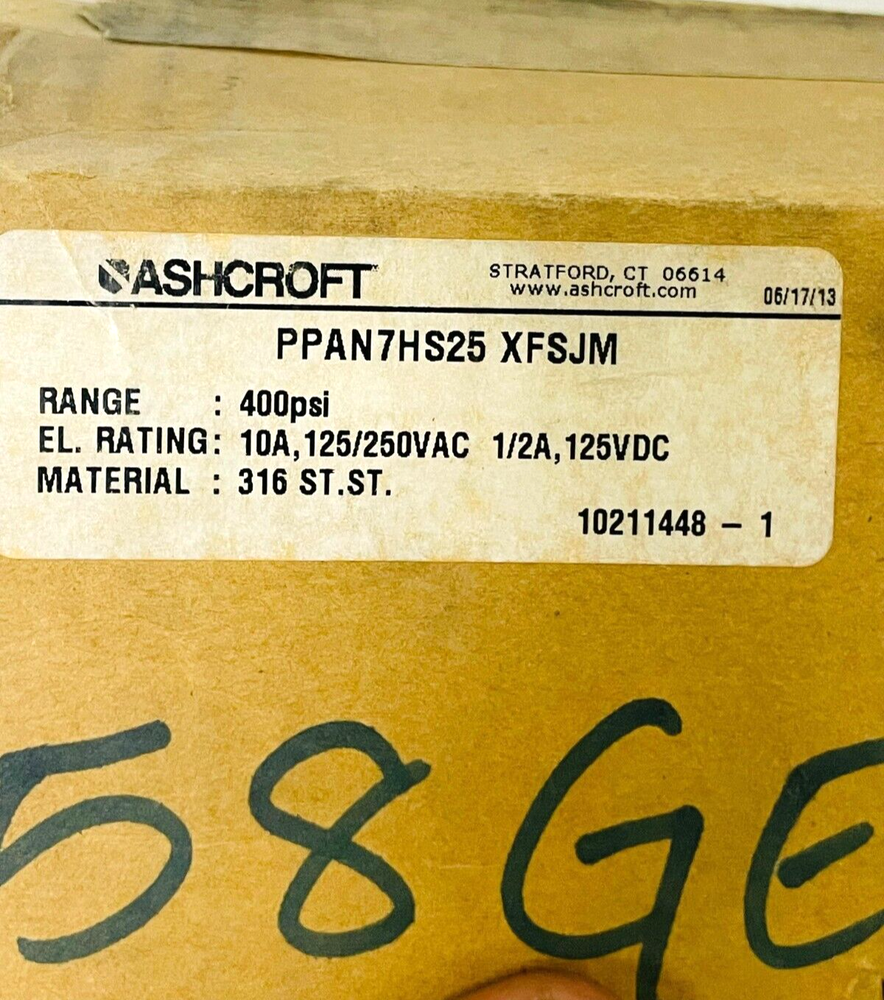 ASHCROFT
STRATFORD, CT 06614
www.ashcroft.com
06/17/13
PPAN7HS25 XFSJM
RANGE : 400psi
EL. RATING: 10A,125/250VAC 1/2A,125VDC
MATERIAL : 316 ST.ST.
10211448 – 1
58 GE